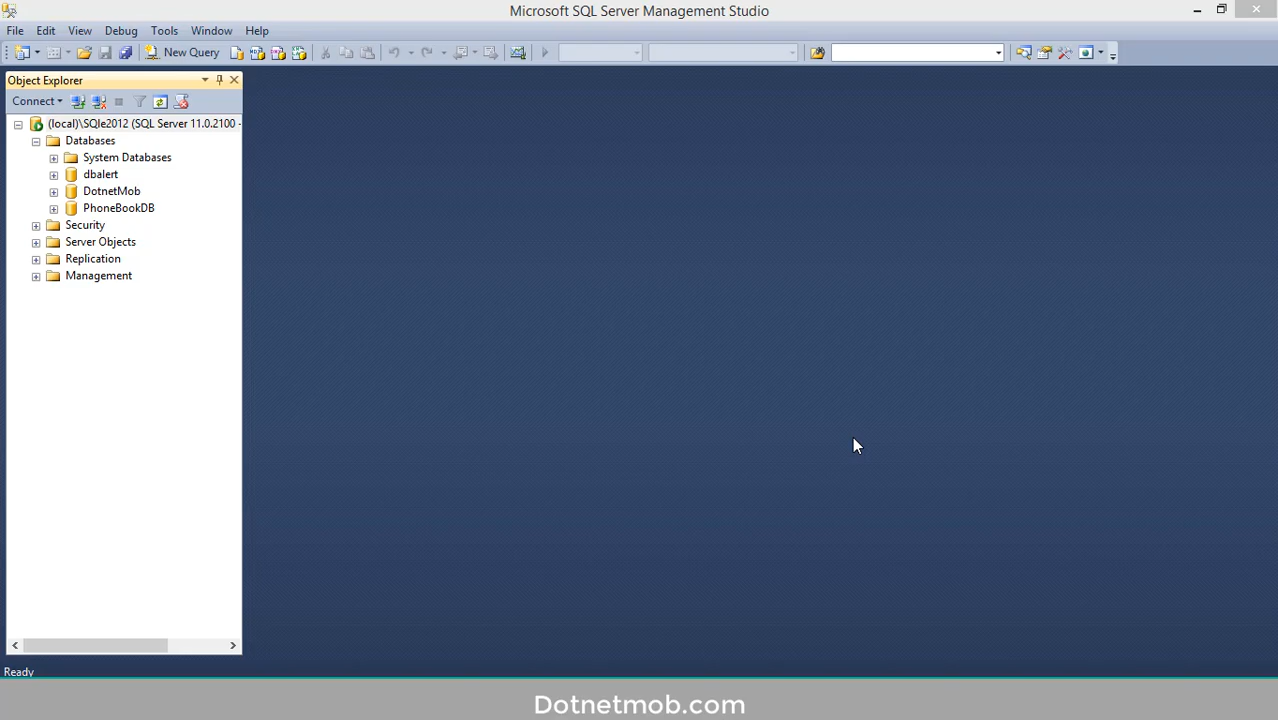 Microsoft SQL Server Management Studio
File Edit View Debug Tools Window Help
New Query
Object Explorer
Connect
(local)\SQle2012 (SQL Server 11.0.2100 -
Databases
System Databases
dbalert
DotnetMob
PhoneBookDB
Security
Server Objects
Replication
Management
Ready
Dotnetmob.com